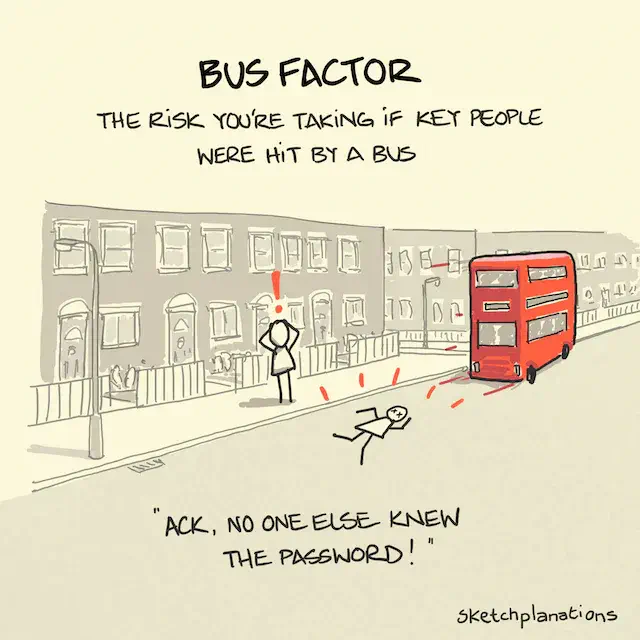 BUS FACTOR
THE RISK YOU'RE TAKING IF KEY PEOPLE
WERE HIT BY A BUS
!
"ACK, NO ONE ELSE KNEW
THE PASSWORD!"
sketchplanations